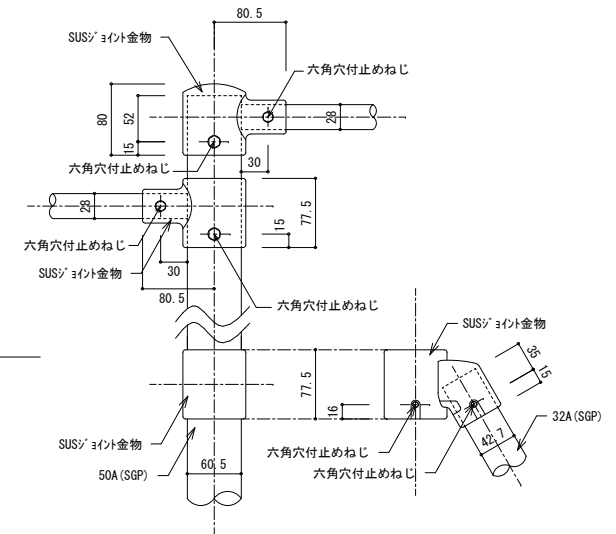 80.5
SUSｼﾞｮｲﾝﾄ金物
六角穴付止めねじ
80
52
15
28
六角穴付止めねじ
30
28
77.5
15
六角穴付止めねじ
SUSｼﾞｮｲﾝﾄ金物
30
80.5
六角穴付止めねじ
SUSｼﾞｮｲﾝﾄ金物
35
15
77.5
16
32A(SGP)
SUSｼﾞｮｲﾝﾄ金物
42.7
六角穴付止めねじ
50A(SGP)
60.5
六角穴付止めねじ